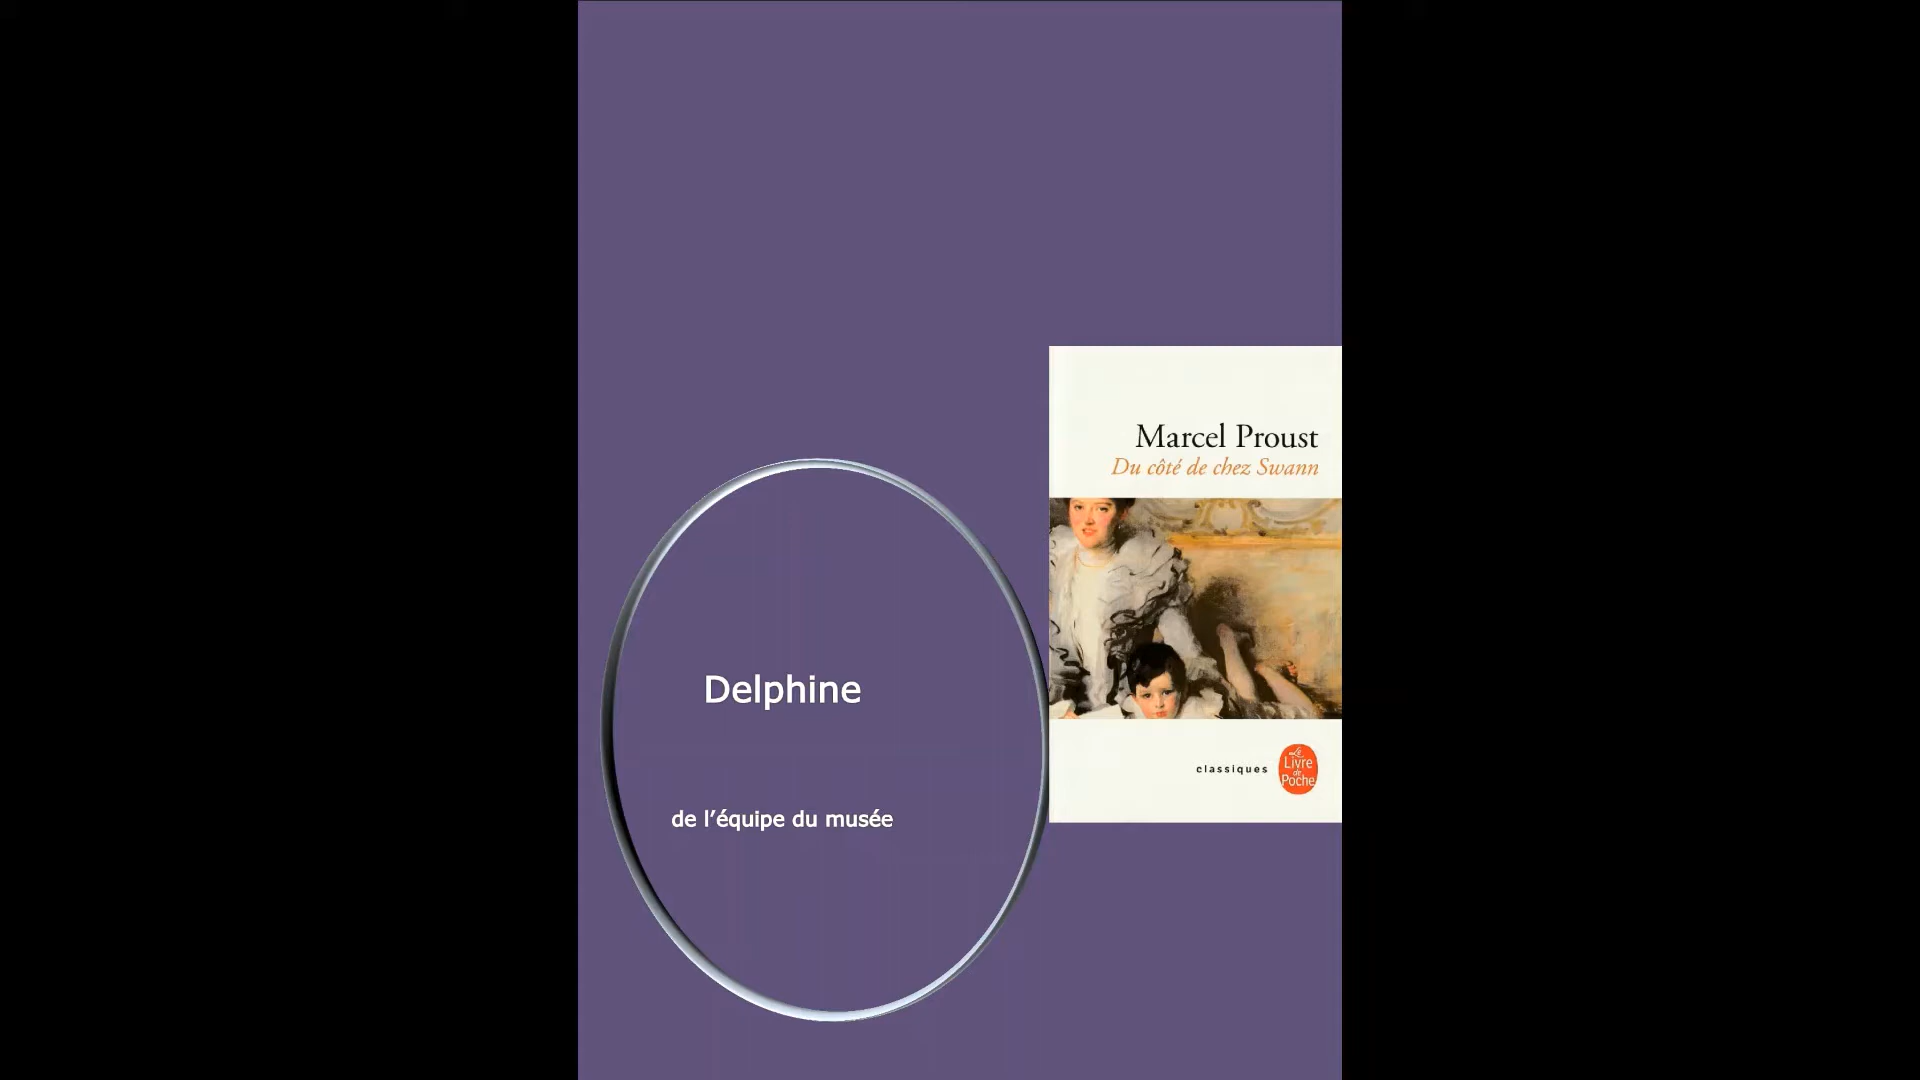 Marcel Proust
Du côté de chez Swann
Delphine
classiques
Le
Livre
de
Poche
de l’équipe du musée